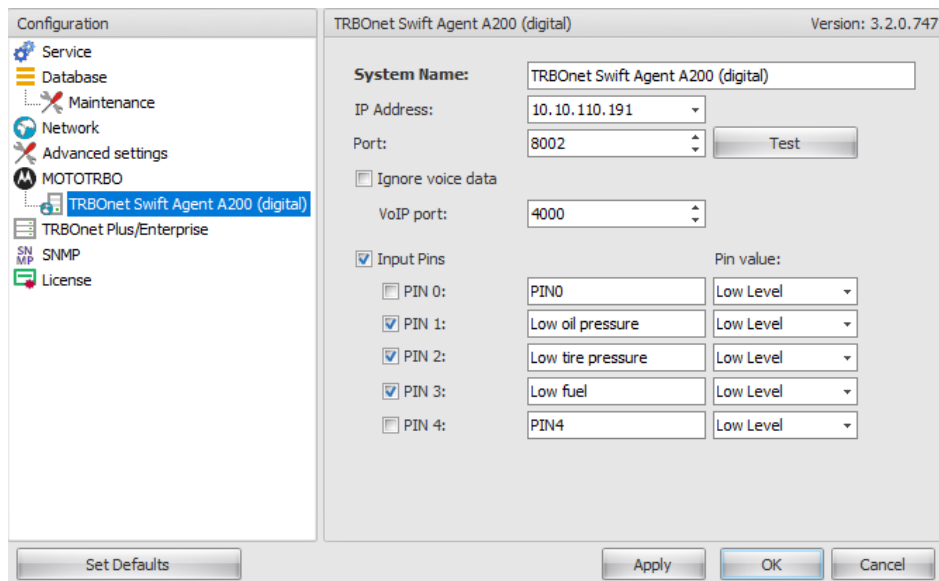 Configuration
Service
Database
Maintenance
Network
Advanced settings
MOTOTRBO
TRBOnet Swift Agent A200 (digital)
TRBOnet Plus/Enterprise
SN
MP
SNMP
License
TRBOnet Swift Agent A200 (digital) Version: 3.2.0.747
System Name: TRBOnet Swift Agent A200 (digital)
IP Address: 10.10.110.191
Port: 8002 Test
Ignore voice data
VoIP port: 4000
Input Pins Pin value:
PIN 0: PIN0 Low Level
PIN 1: Low oil pressure Low Level
PIN 2: Low tire pressure Low Level
PIN 3: Low fuel Low Level
PIN 4: PIN4 Low Level
Set Defaults Apply OK Cancel